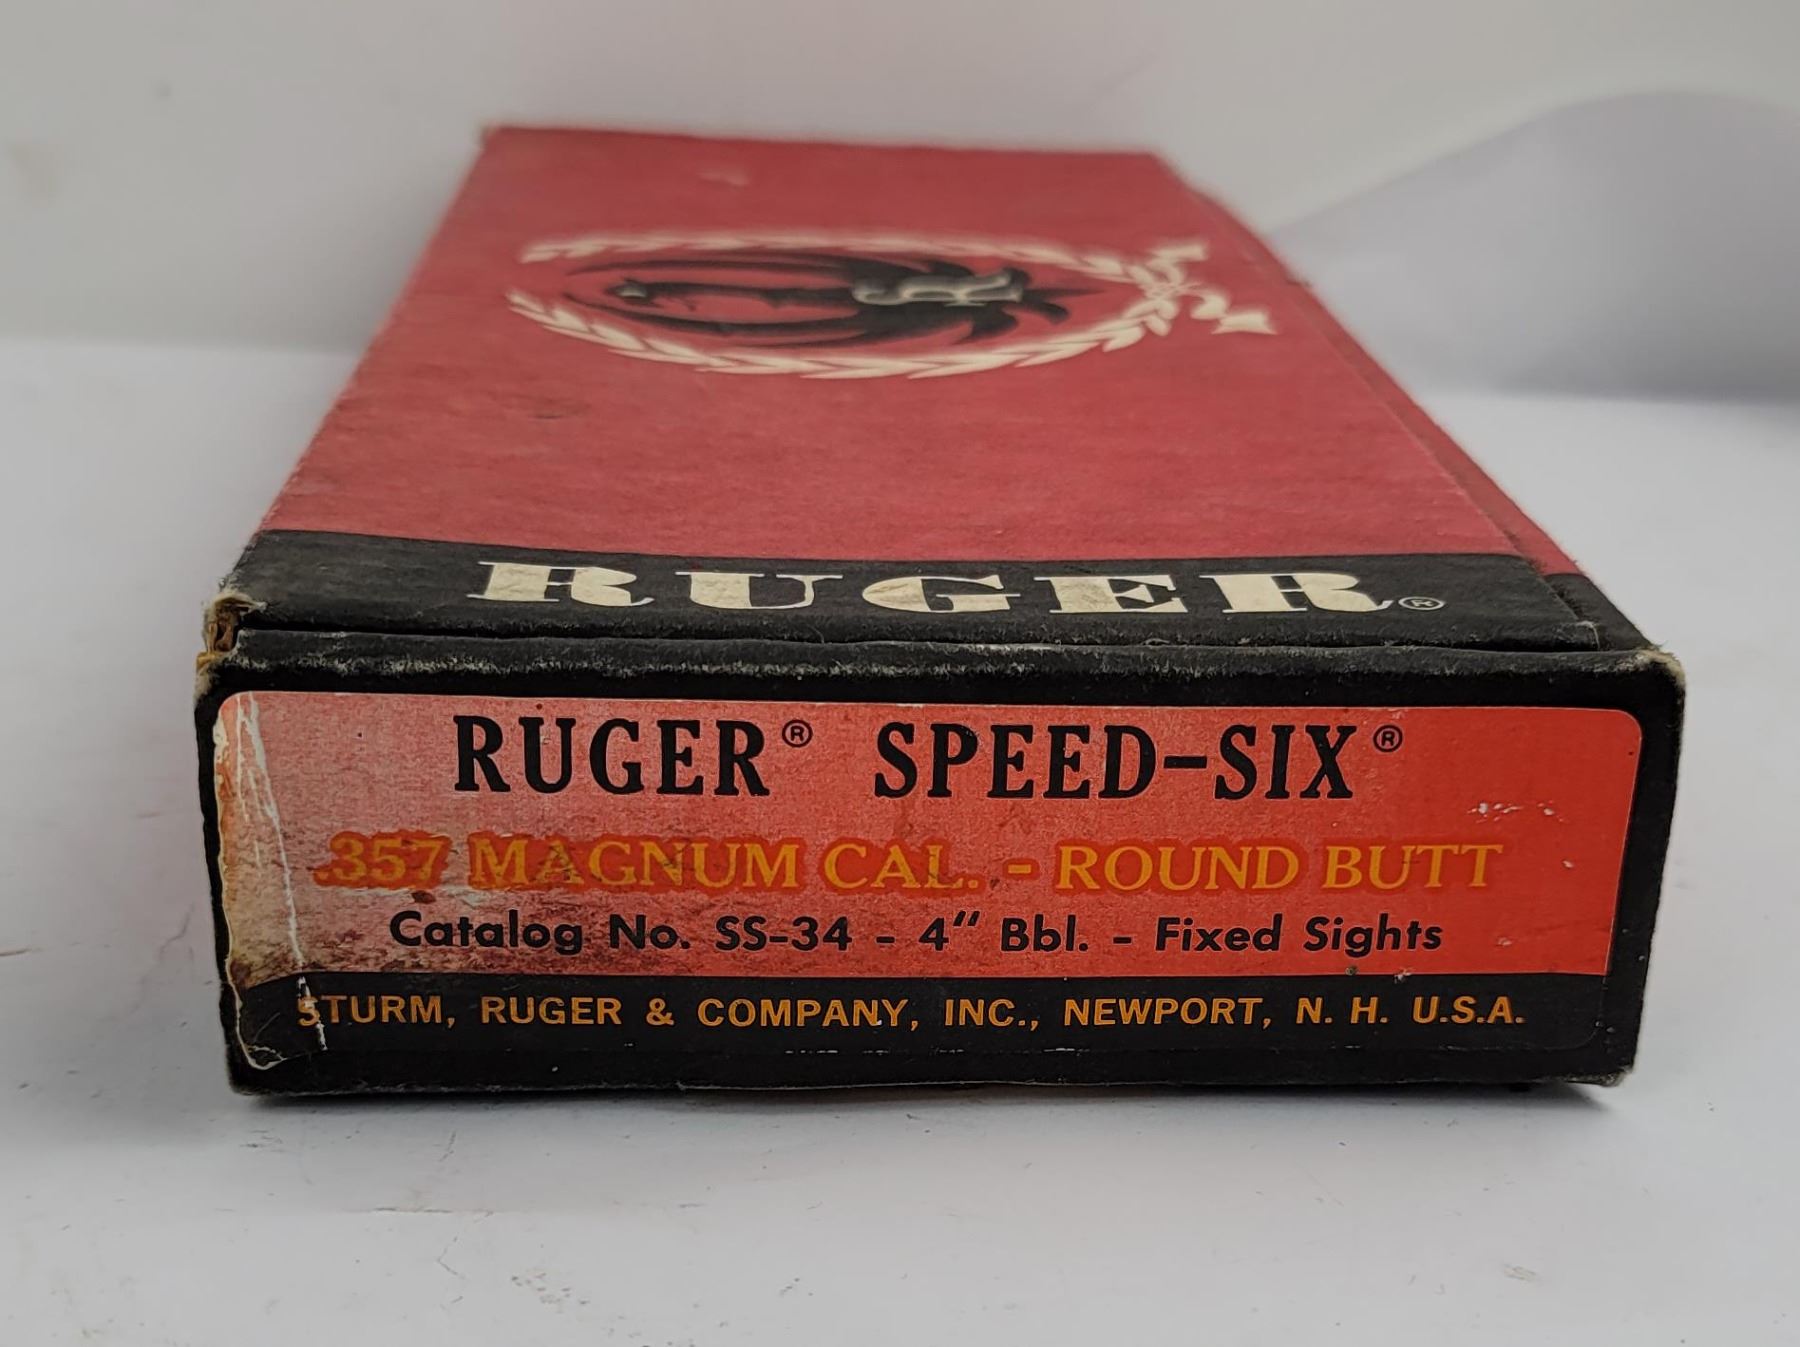 RUGER®
RUGER® SPEED-SIX®
.357 MAGNUM CAL. - ROUND BUTT
Catalog No. SS-34 - 4" Bbl. - Fixed Sights
STURM, RUGER & COMPANY, INC., NEWPORT, N. H. U.S.A.